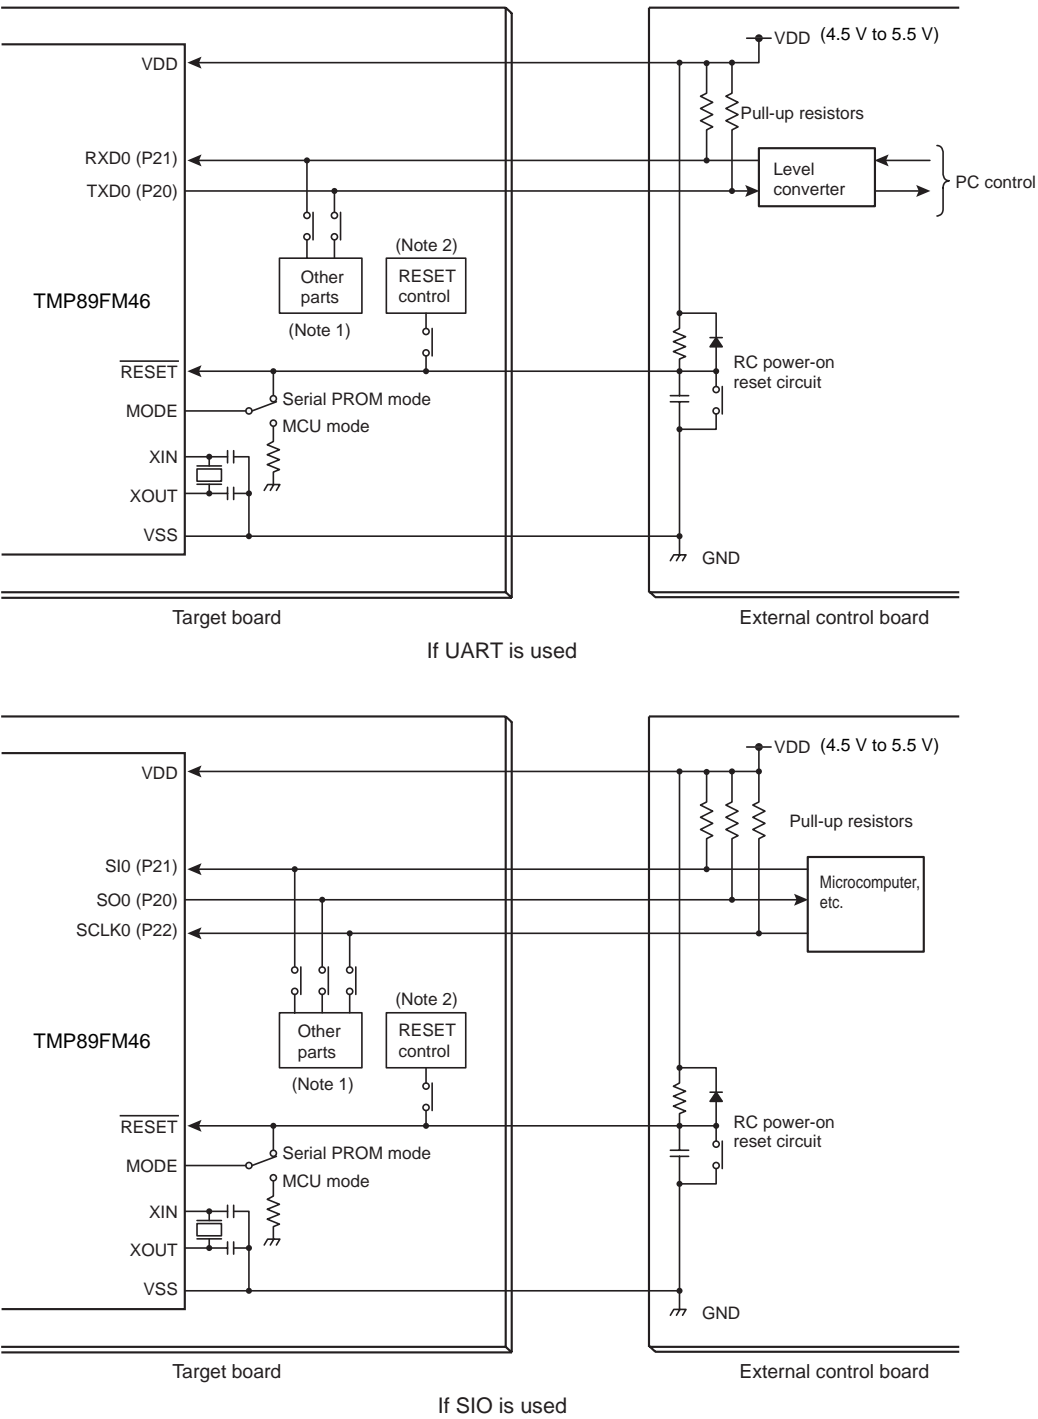 VDD (4.5 V to 5.5 V)
VDD
Pull-up resistors
RXD0 (P21)
TXD0 (P20)
Level
converter
PC control
(Note 2)
Other
parts
RESET
control
TMP89FM46
(Note 1)
RESET
RC power-on
reset circuit
Serial PROM mode
MODE
MCU mode
XIN
XOUT
VSS
GND
Target board
External control board
If UART is used
VDD (4.5 V to 5.5 V)
VDD
Pull-up resistors
SI0 (P21)
SO0 (P20)
SCLK0 (P22)
Microcomputer,
etc.
(Note 2)
Other
parts
RESET
control
TMP89FM46
(Note 1)
RESET
RC power-on
reset circuit
Serial PROM mode
MODE
MCU mode
XIN
XOUT
VSS
GND
Target board
External control board
If SIO is used